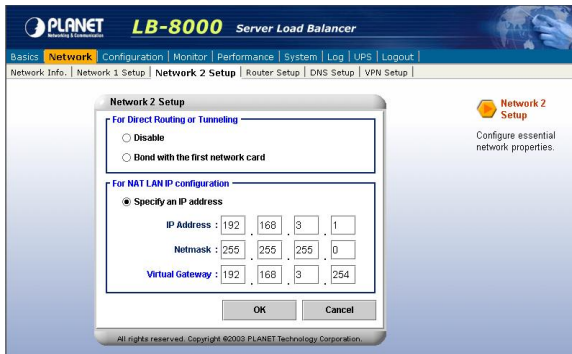 PLANET LB-8000 Server Load Balancer
Networking & Communication
Basics | Network | Configuration | Monitor | Performance | System | Log | UPS | Logout |
Network Info. | Network 1 Setup | Network 2 Setup | Router Setup | DNS Setup | VPN Setup |
Network 2 Setup
For Direct Routing or Tunneling
Disable
Bond with the first network card
For NAT LAN IP configuration
Specify an IP address
IP Address : 192 . 168 . 3 . 1
Netmask : 255 . 255 . 255 . 0
Virtual Gateway : 192 . 168 . 3 . 254
OK Cancel
All rights reserved. Copyright ©2003 PLANET Technology Corporation.
Network 2
Setup
Configure essential
network properties.